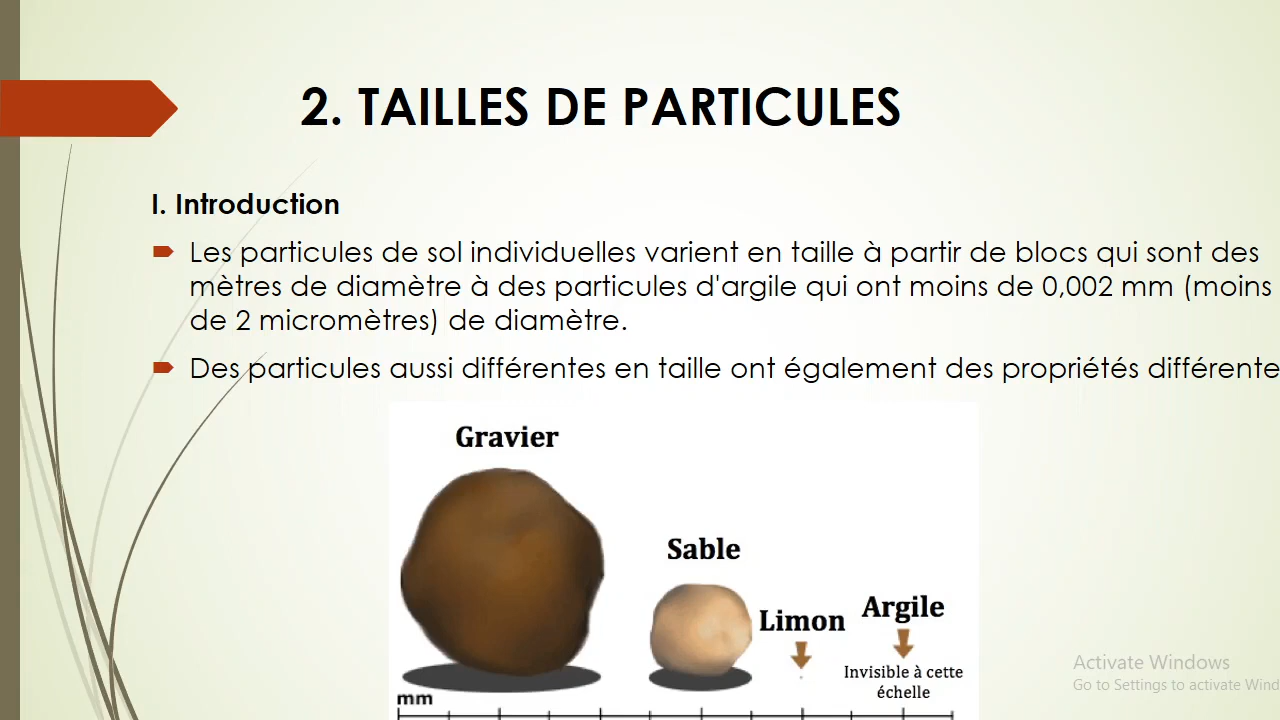 2. TAILLES DE PARTICULES
I. Introduction
Les particules de sol individuelles varient en taille à partir de blocs qui sont des
mètres de diamètre à des particules d'argile qui ont moins de 0,002 mm (moins
de 2 micromètres) de diamètre.
Des particules aussi différentes en taille ont également des propriétés différente
Gravier
Sable
Limon
Argile
Invisible à cette
échelle
mm
Activate Windows
Go to Settings to activate Wind